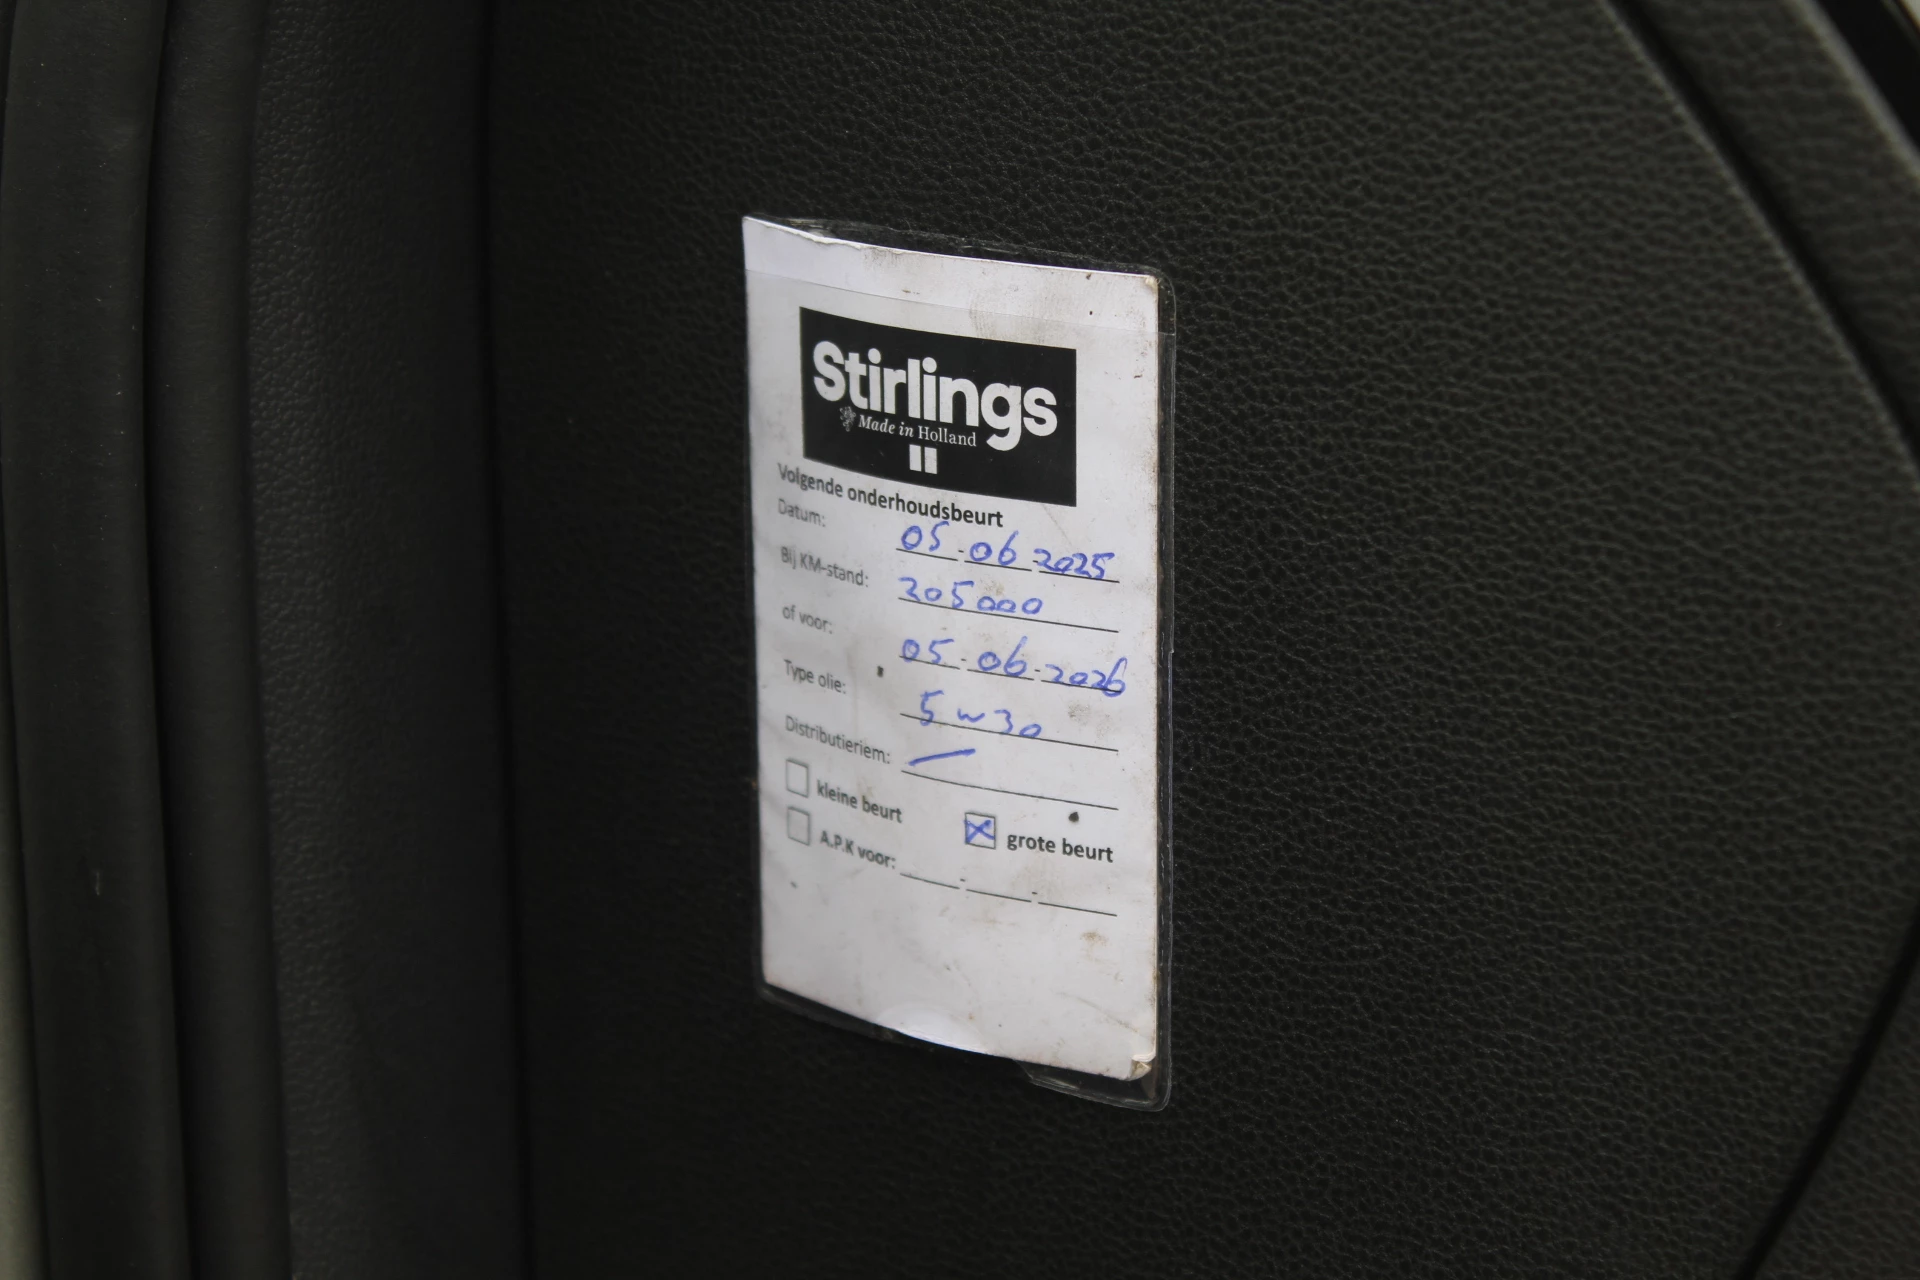 Stirlings
Made in Holland
Volgende onderhoudsbeurt
Datum: 05-06-2025
Bij KM-stand: 205000
of voor: 05-06-2026
Type olie: 5w30
Distributieriem: —
kleine beurt
grote beurt
A.P.K voor: - -